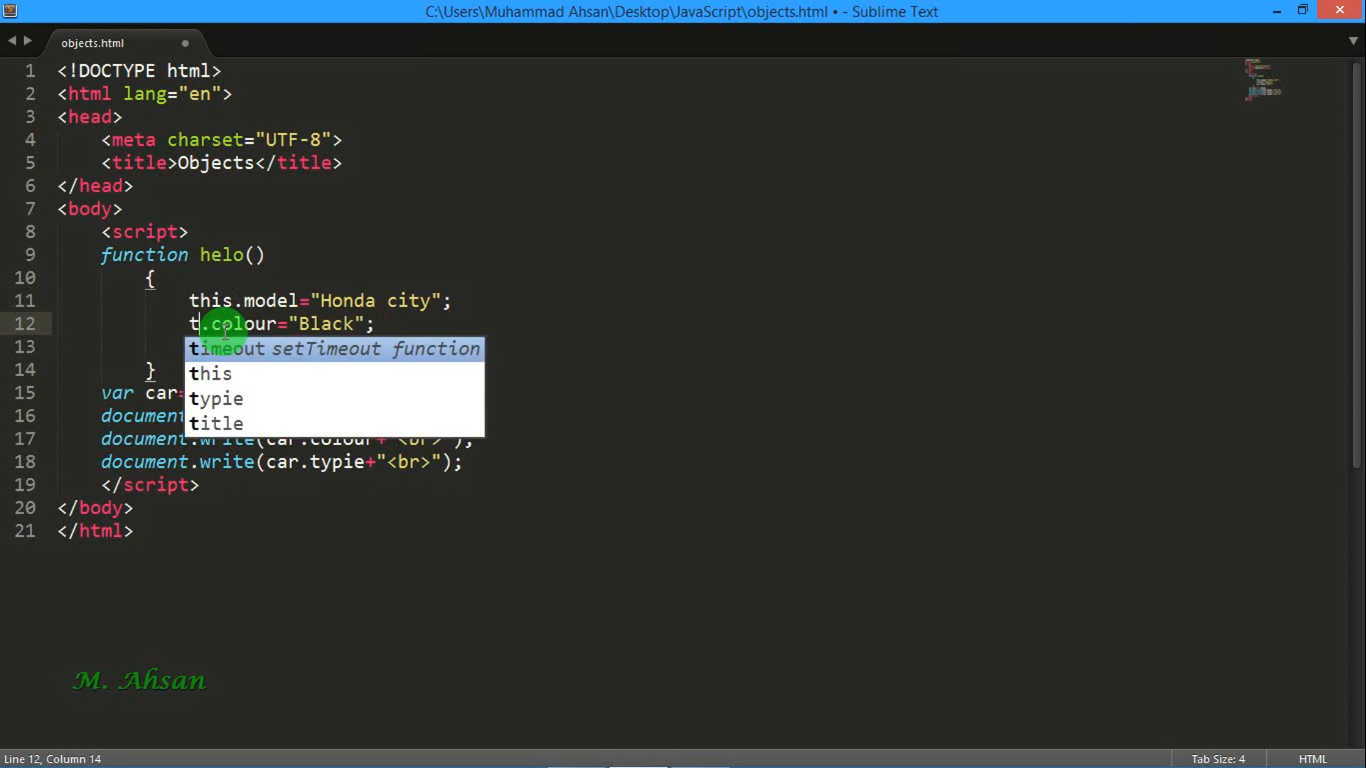 C:\Users\Muhammad Ahsan\Desktop\JavaScript\objects.html • - Sublime Text
objects.html
1 <!DOCTYPE html>
2 <html lang="en">
3 <head>
4 <meta charset="UTF-8">
5 <title>Objects</title>
6 </head>
7 <body>
8 <script>
9 function helo()
10 {
11 this.model="Honda city";
12 t.colour="Black";
13
timeout setTimeout function
this
typie
title
14 }
15 var car=
16 document
17 document.write(car.colour+"<br>");
18 document.write(car.typie+"<br>");
19 </script>
20 </body>
21 </html>
M. Ahsan
Line 12, Column 14
Tab Size: 4
HTML